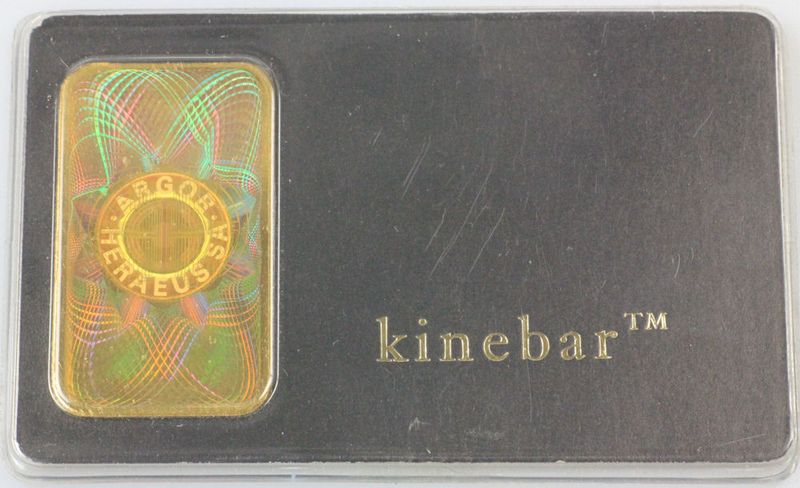 · ARGOR ·
HERAEUS SA
kinebar™